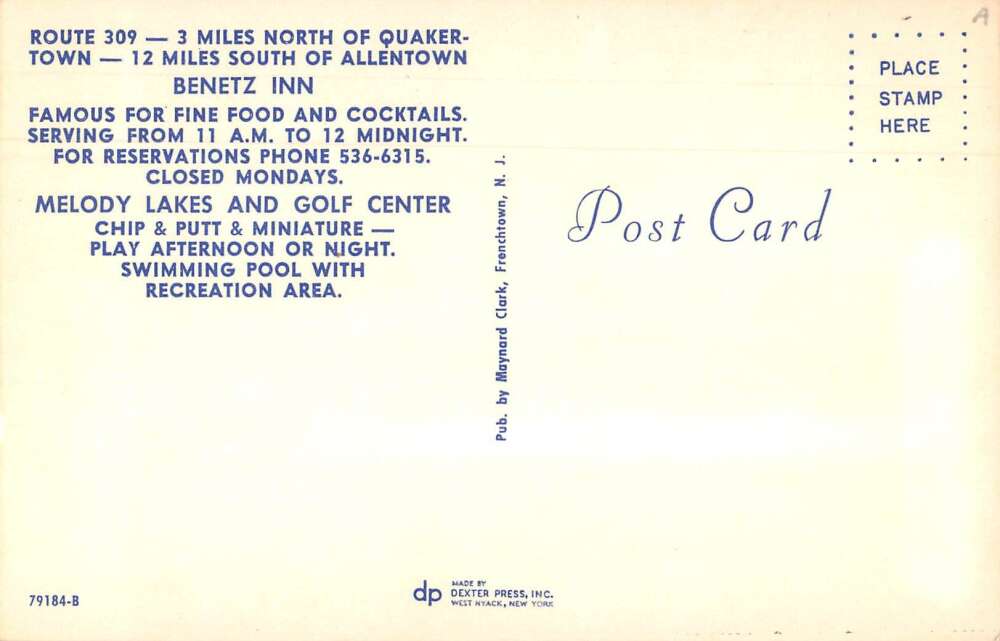 ROUTE 309 — 3 MILES NORTH OF QUAKER-
TOWN — 12 MILES SOUTH OF ALLENTOWN
BENETZ INN
FAMOUS FOR FINE FOOD AND COCKTAILS.
SERVING FROM 11 A.M. TO 12 MIDNIGHT.
FOR RESERVATIONS PHONE 536-6315.
CLOSED MONDAYS.
MELODY LAKES AND GOLF CENTER
CHIP & PUTT & MINIATURE —
PLAY AFTERNOON OR NIGHT.
SWIMMING POOL WITH
RECREATION AREA.
79184-B
Pub. by Maynard Clark, Frenchtown, N. J.
dp
MADE BY
DEXTER PRESS, INC.
WEST NYACK, NEW YORK
Post Card
PLACE
STAMP
HERE
A